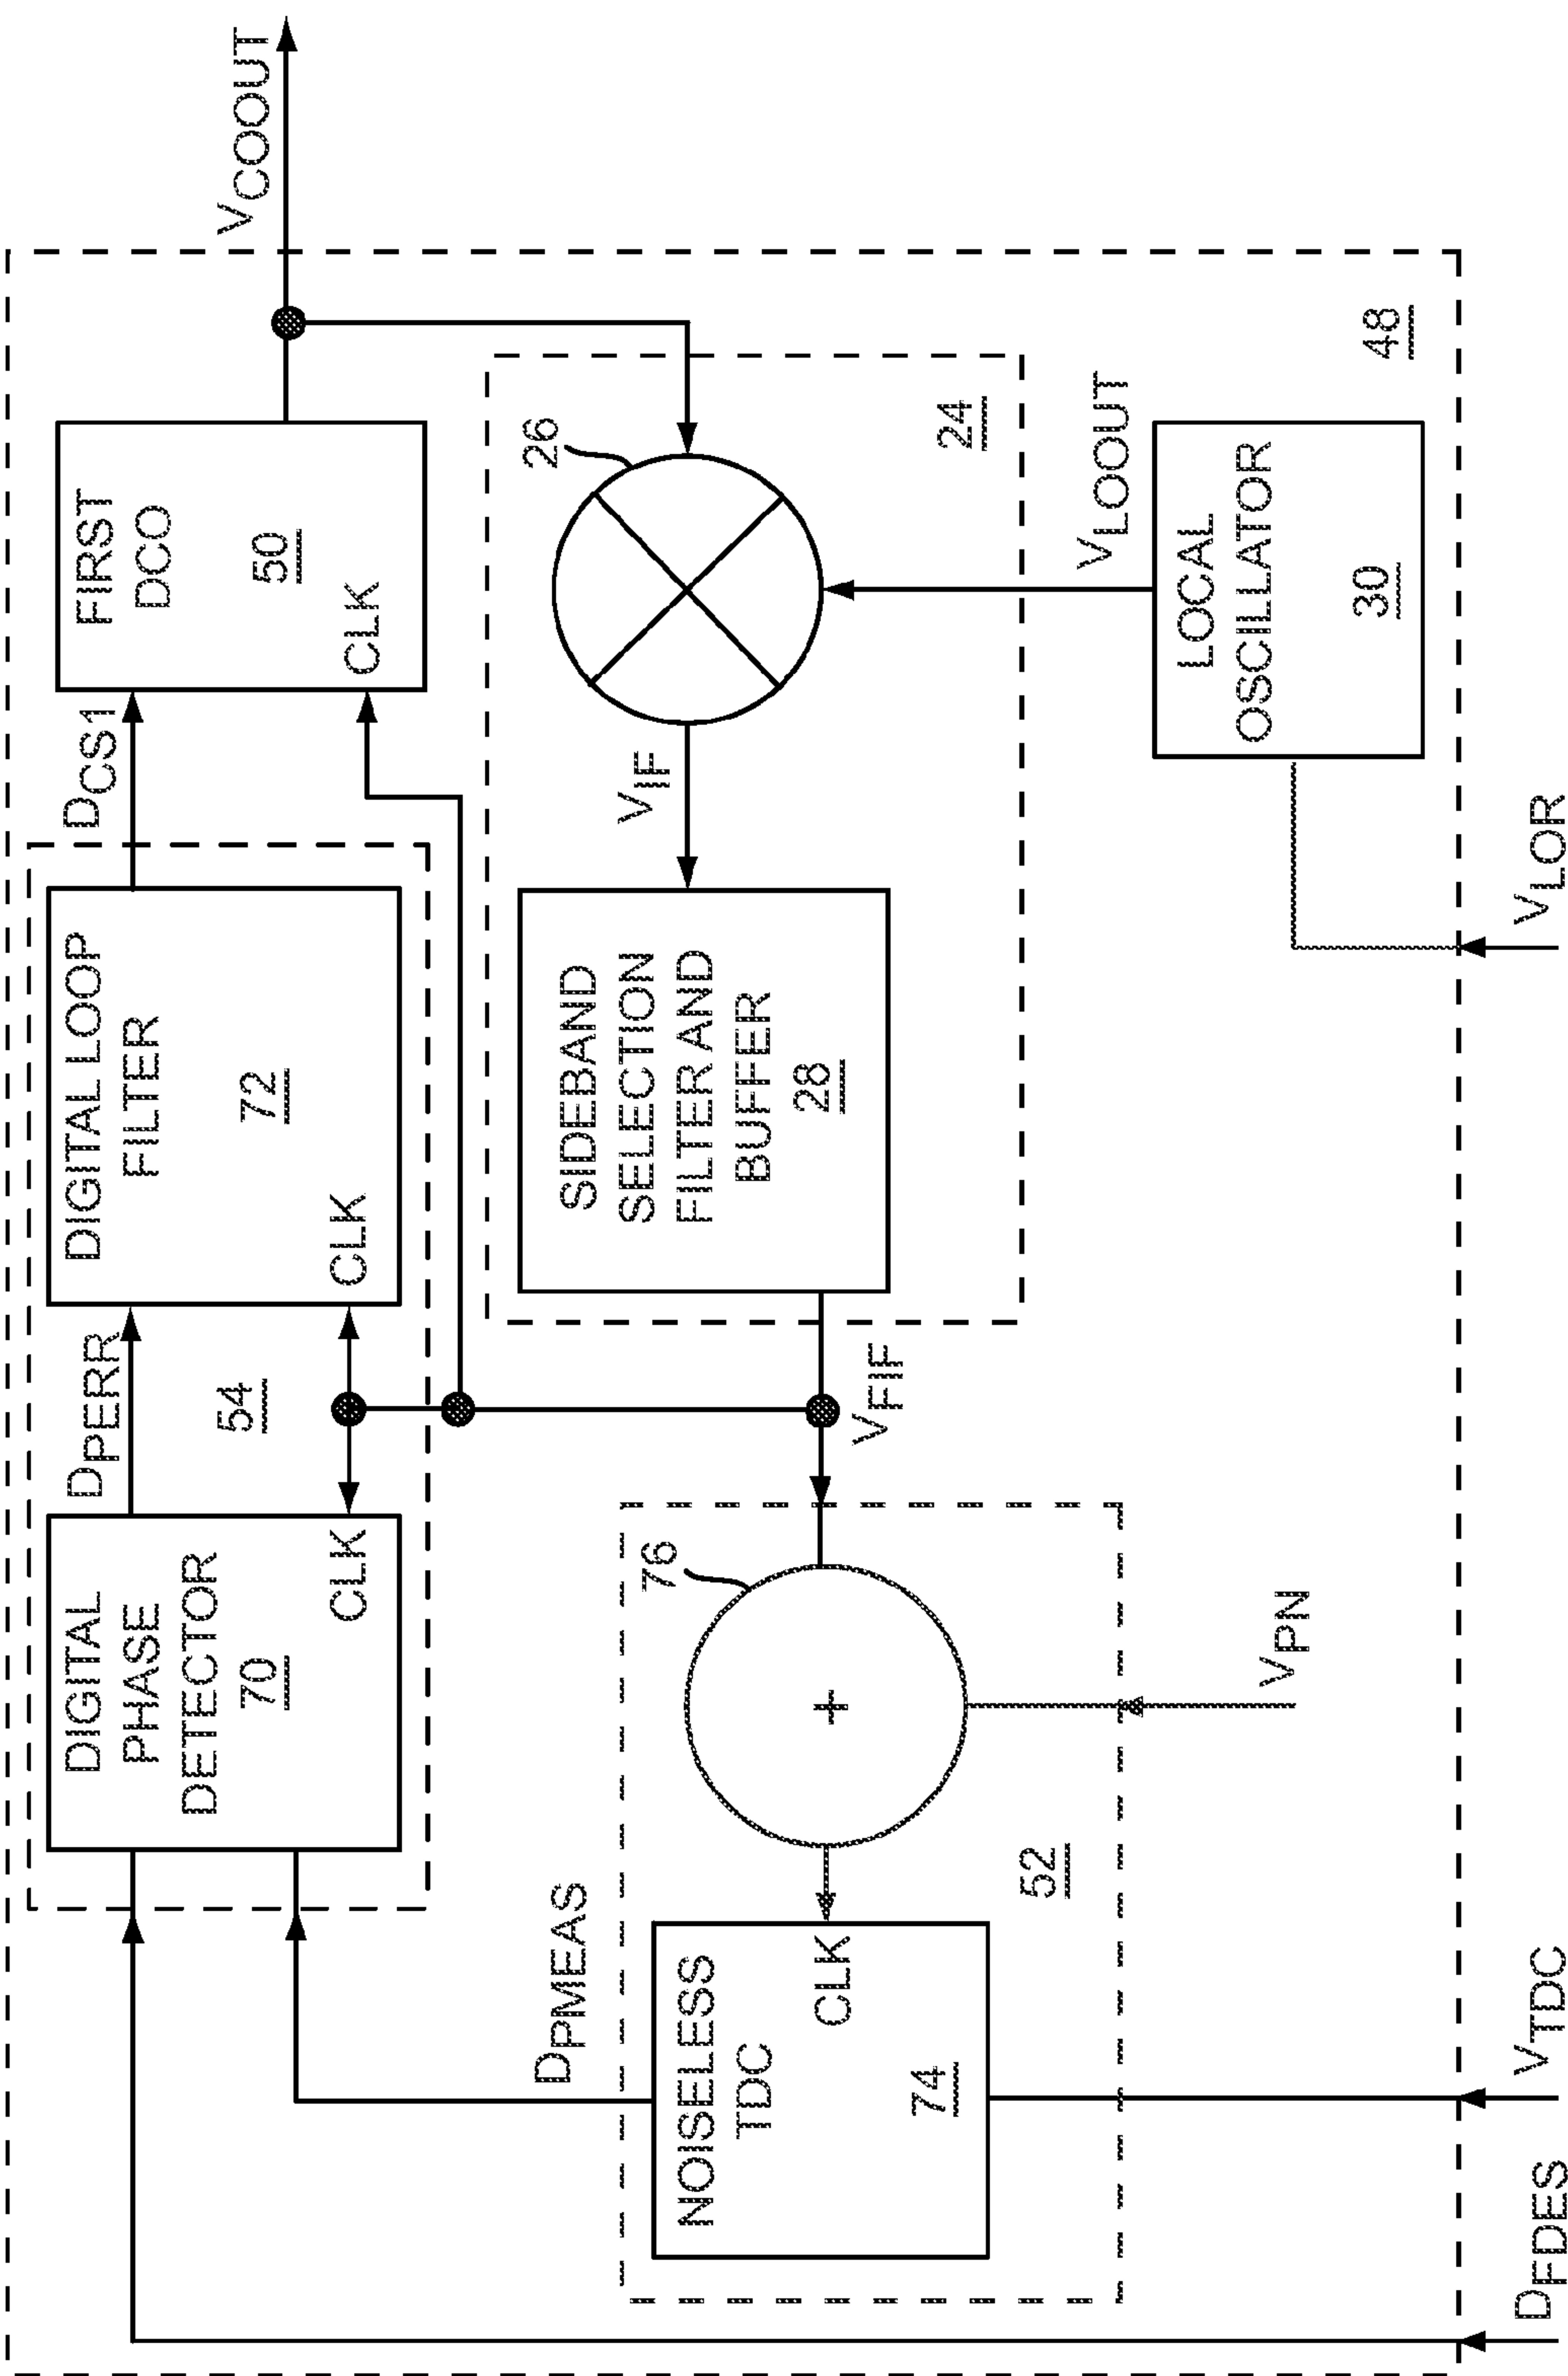 DIGITAL
PHASE
DETECTOR
70
CLK
DPERR
54
DIGITAL LOOP
FILTER
72
CLK
DCS1
FIRST
DCO
50
CLK
VCOOUT
DPMEAS
NOISELESS
TDC
CLK
74
76
+
52
VPN
VFIF
SIDEBAND
SELECTION
FILTER AND
BUFFER
28
VIF
26
24
VLOOUT
LOCAL
OSCILLATOR
30
48
DFDES
VTDC
VLOR